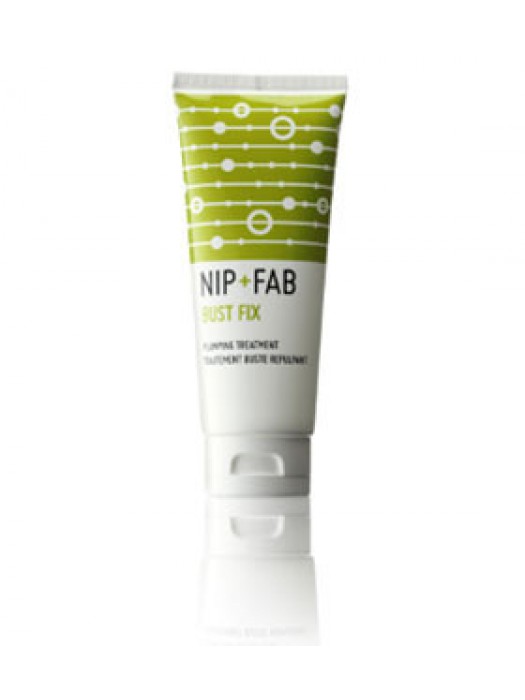 NIP+FAB
BUST FIX
PLUMPING TREATMENT
TRAITEMENT BUSTE REPULPANT